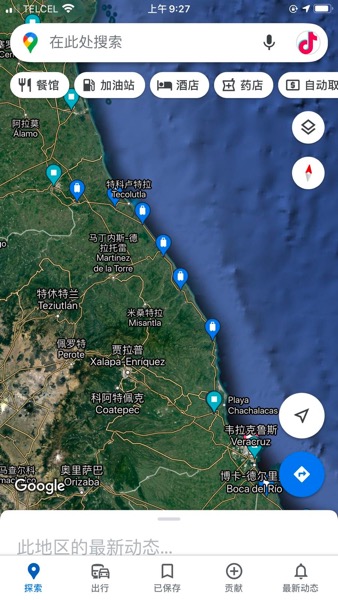 TELCEL
上午 9:27
在此处搜索
餐馆
加油站
酒店
药店
自动取
阿拉莫
Álamo
特科卢特拉
Tecolutla
马丁内斯-德
拉托雷
Martínez
de la Torre
特休特兰
Teziutlán
米桑特拉
Misantla
佩罗特
Perote
贾拉普
Xalapa-Enríquez
科阿特佩克
Coatepec
Playa
Chachalacas
韦拉克鲁斯
Veracruz
奥里萨巴
Orizaba
博卡-德尔里
Boca del Rio
Google
此地区的最新动态...
探索
出行
已保存
贡献
最新动态